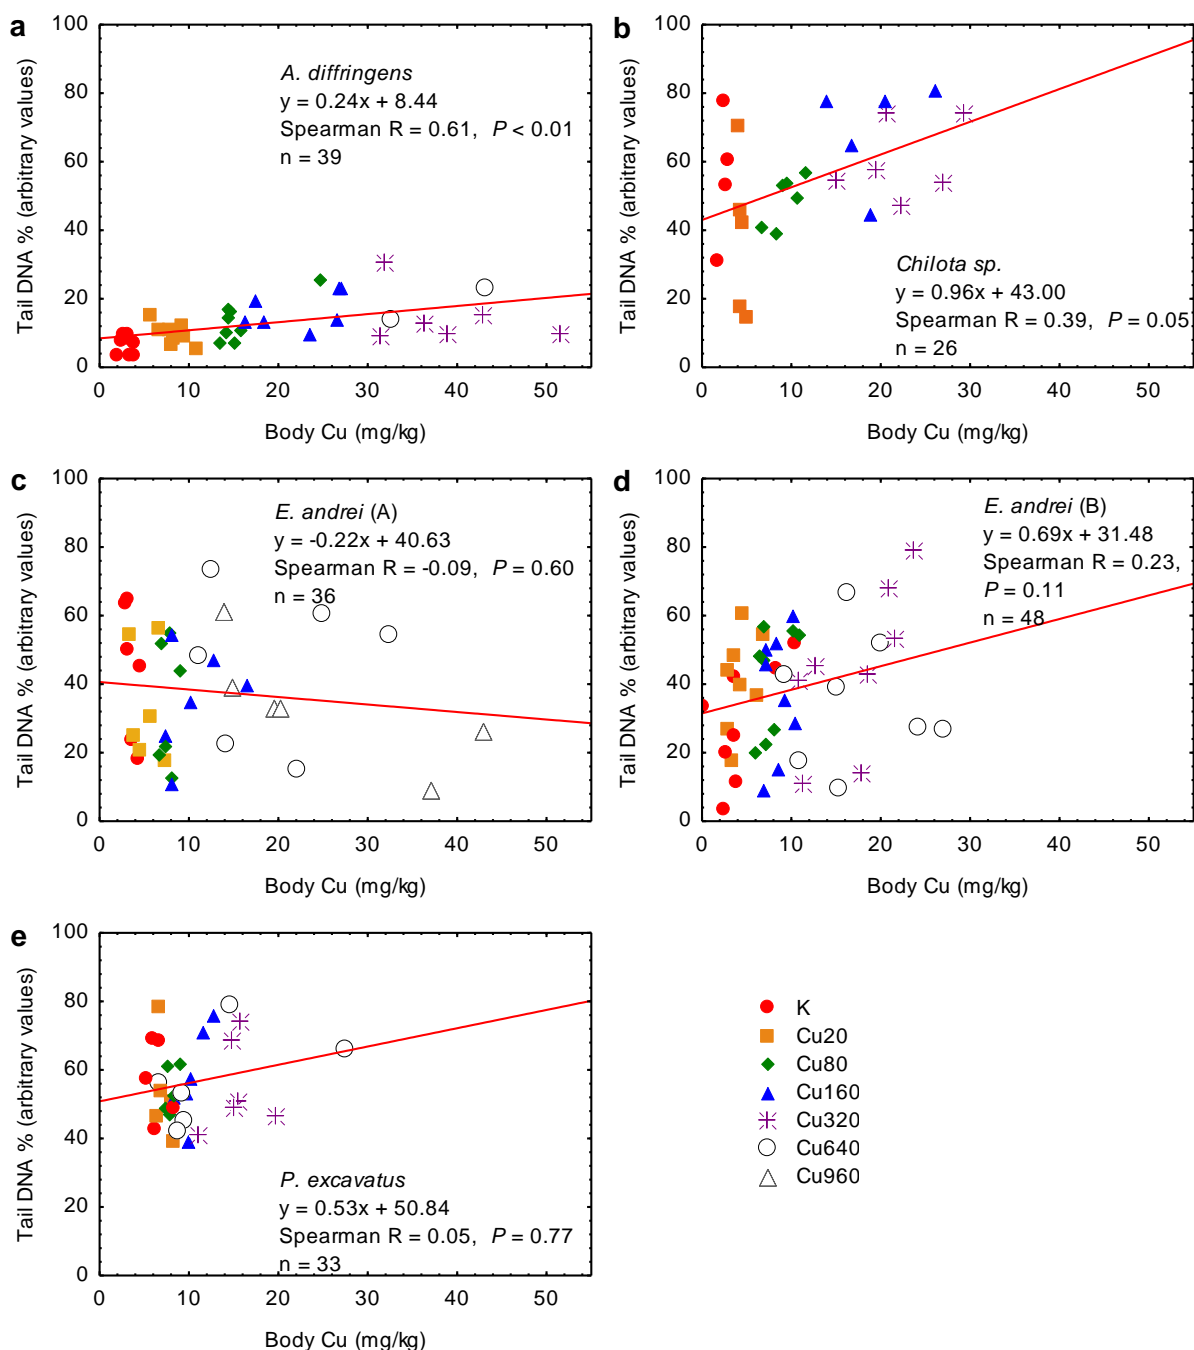 a
100
80
60
40
20
0
Tail DNA % (arbitrary values)
A. diffringens
y = 0.24x + 8.44
Spearman R = 0.61, P < 0.01
n = 39
0 10 20 30 40 50
Body Cu (mg/kg)
b
100
80
60
40
20
0
Tail DNA % (arbitrary values)
Chilota sp.
y = 0.96x + 43.00
Spearman R = 0.39, P = 0.05
n = 26
0 10 20 30 40 50
Body Cu (mg/kg)
c
100
80
60
40
20
0
Tail DNA % (arbitrary values)
E. andrei (A)
y = -0.22x + 40.63
Spearman R = -0.09, P = 0.60
n = 36
0 10 20 30 40 50
Body Cu (mg/kg)
d
100
80
60
40
20
0
Tail DNA % (arbitrary values)
E. andrei (B)
y = 0.69x + 31.48
Spearman R = 0.23,
P = 0.11
n = 48
0 10 20 30 40 50
Body Cu (mg/kg)
e
100
80
60
40
20
0
Tail DNA % (arbitrary values)
P. excavatus
y = 0.53x + 50.84
Spearman R = 0.05, P = 0.77
n = 33
0 10 20 30 40 50
Body Cu (mg/kg)
K
Cu20
Cu80
Cu160
Cu320
Cu640
Cu960